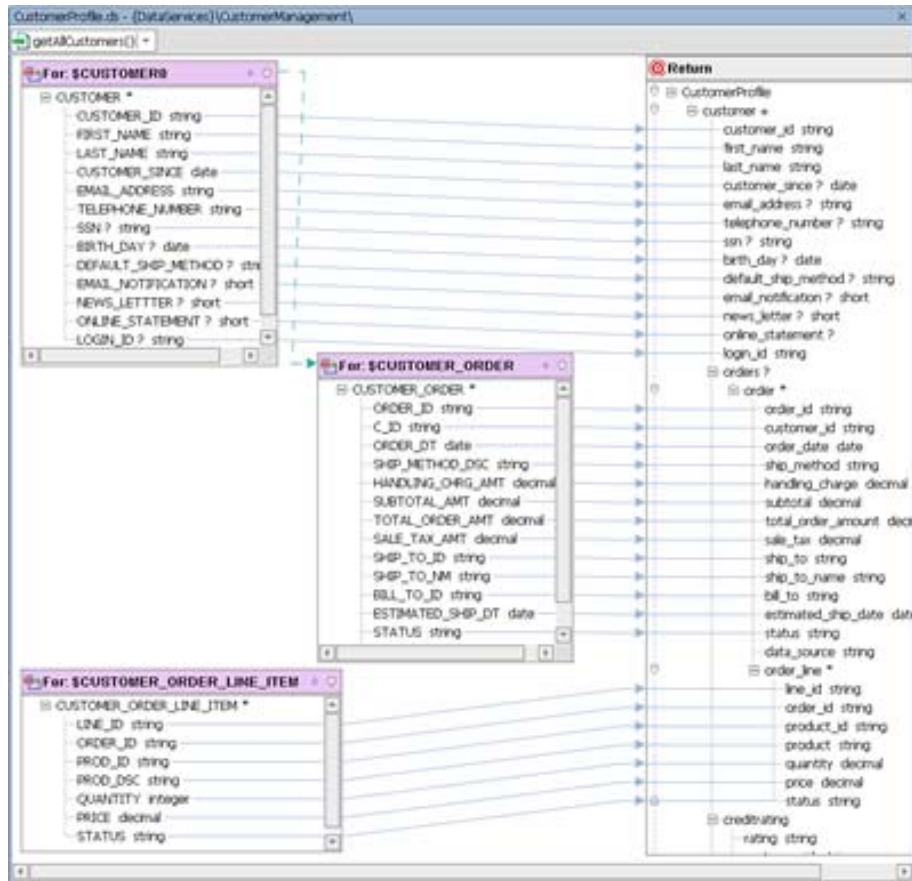 CustomerProfile.ds - {DataServices}\CustomerManagement\
getAllCustomers()
For: $CUSTOMER0
CUSTOMER *
CUSTOMER_ID string
FIRST_NAME string
LAST_NAME string
CUSTOMER_SINCE date
EMAIL_ADDRESS string
TELEPHONE_NUMBER string
SSN ? string
BIRTH_DAY ? date
DEFAULT_SHIP_METHOD ? stri
EMAIL_NOTIFICATION ? short
NEWS_LETTTER ? short
ONLINE_STATEMENT ? short
LOGIN_ID ? string
For: $CUSTOMER_ORDER
CUSTOMER_ORDER *
ORDER_ID string
C_ID string
ORDER_DT date
SHIP_METHOD_DSC string
HANDLING_CHRG_AMT decimal
SUBTOTAL_AMT decimal
TOTAL_ORDER_AMT decimal
SALE_TAX_AMT decimal
SHIP_TO_ID string
SHIP_TO_NM string
BILL_TO_ID string
ESTIMATED_SHIP_DT date
STATUS string
For: $CUSTOMER_ORDER_LINE_ITEM
CUSTOMER_ORDER_LINE_ITEM *
LINE_ID string
ORDER_ID string
PROD_ID string
PROD_DSC string
QUANTITY integer
PRICE decimal
STATUS string
Return
CustomerProfile
customer +
customer_id string
first_name string
last_name string
customer_since ? date
email_address ? string
telephone_number ? string
ssn ? string
birth_day ? date
default_ship_method ? string
email_notification ? short
news_letter ? short
online_statement ?
login_id string
orders ?
order *
order_id string
customer_id string
order_date date
ship_method string
handling_charge decimal
subtotal decimal
total_order_amount decr
sale_tax decimal
ship_to string
ship_to_name string
bill_to string
estimated_ship_date date
status string
data_source string
order_line *
line_id string
order_id string
product_id string
product string
quantity decimal
price decimal
status string
creditrating
rating string